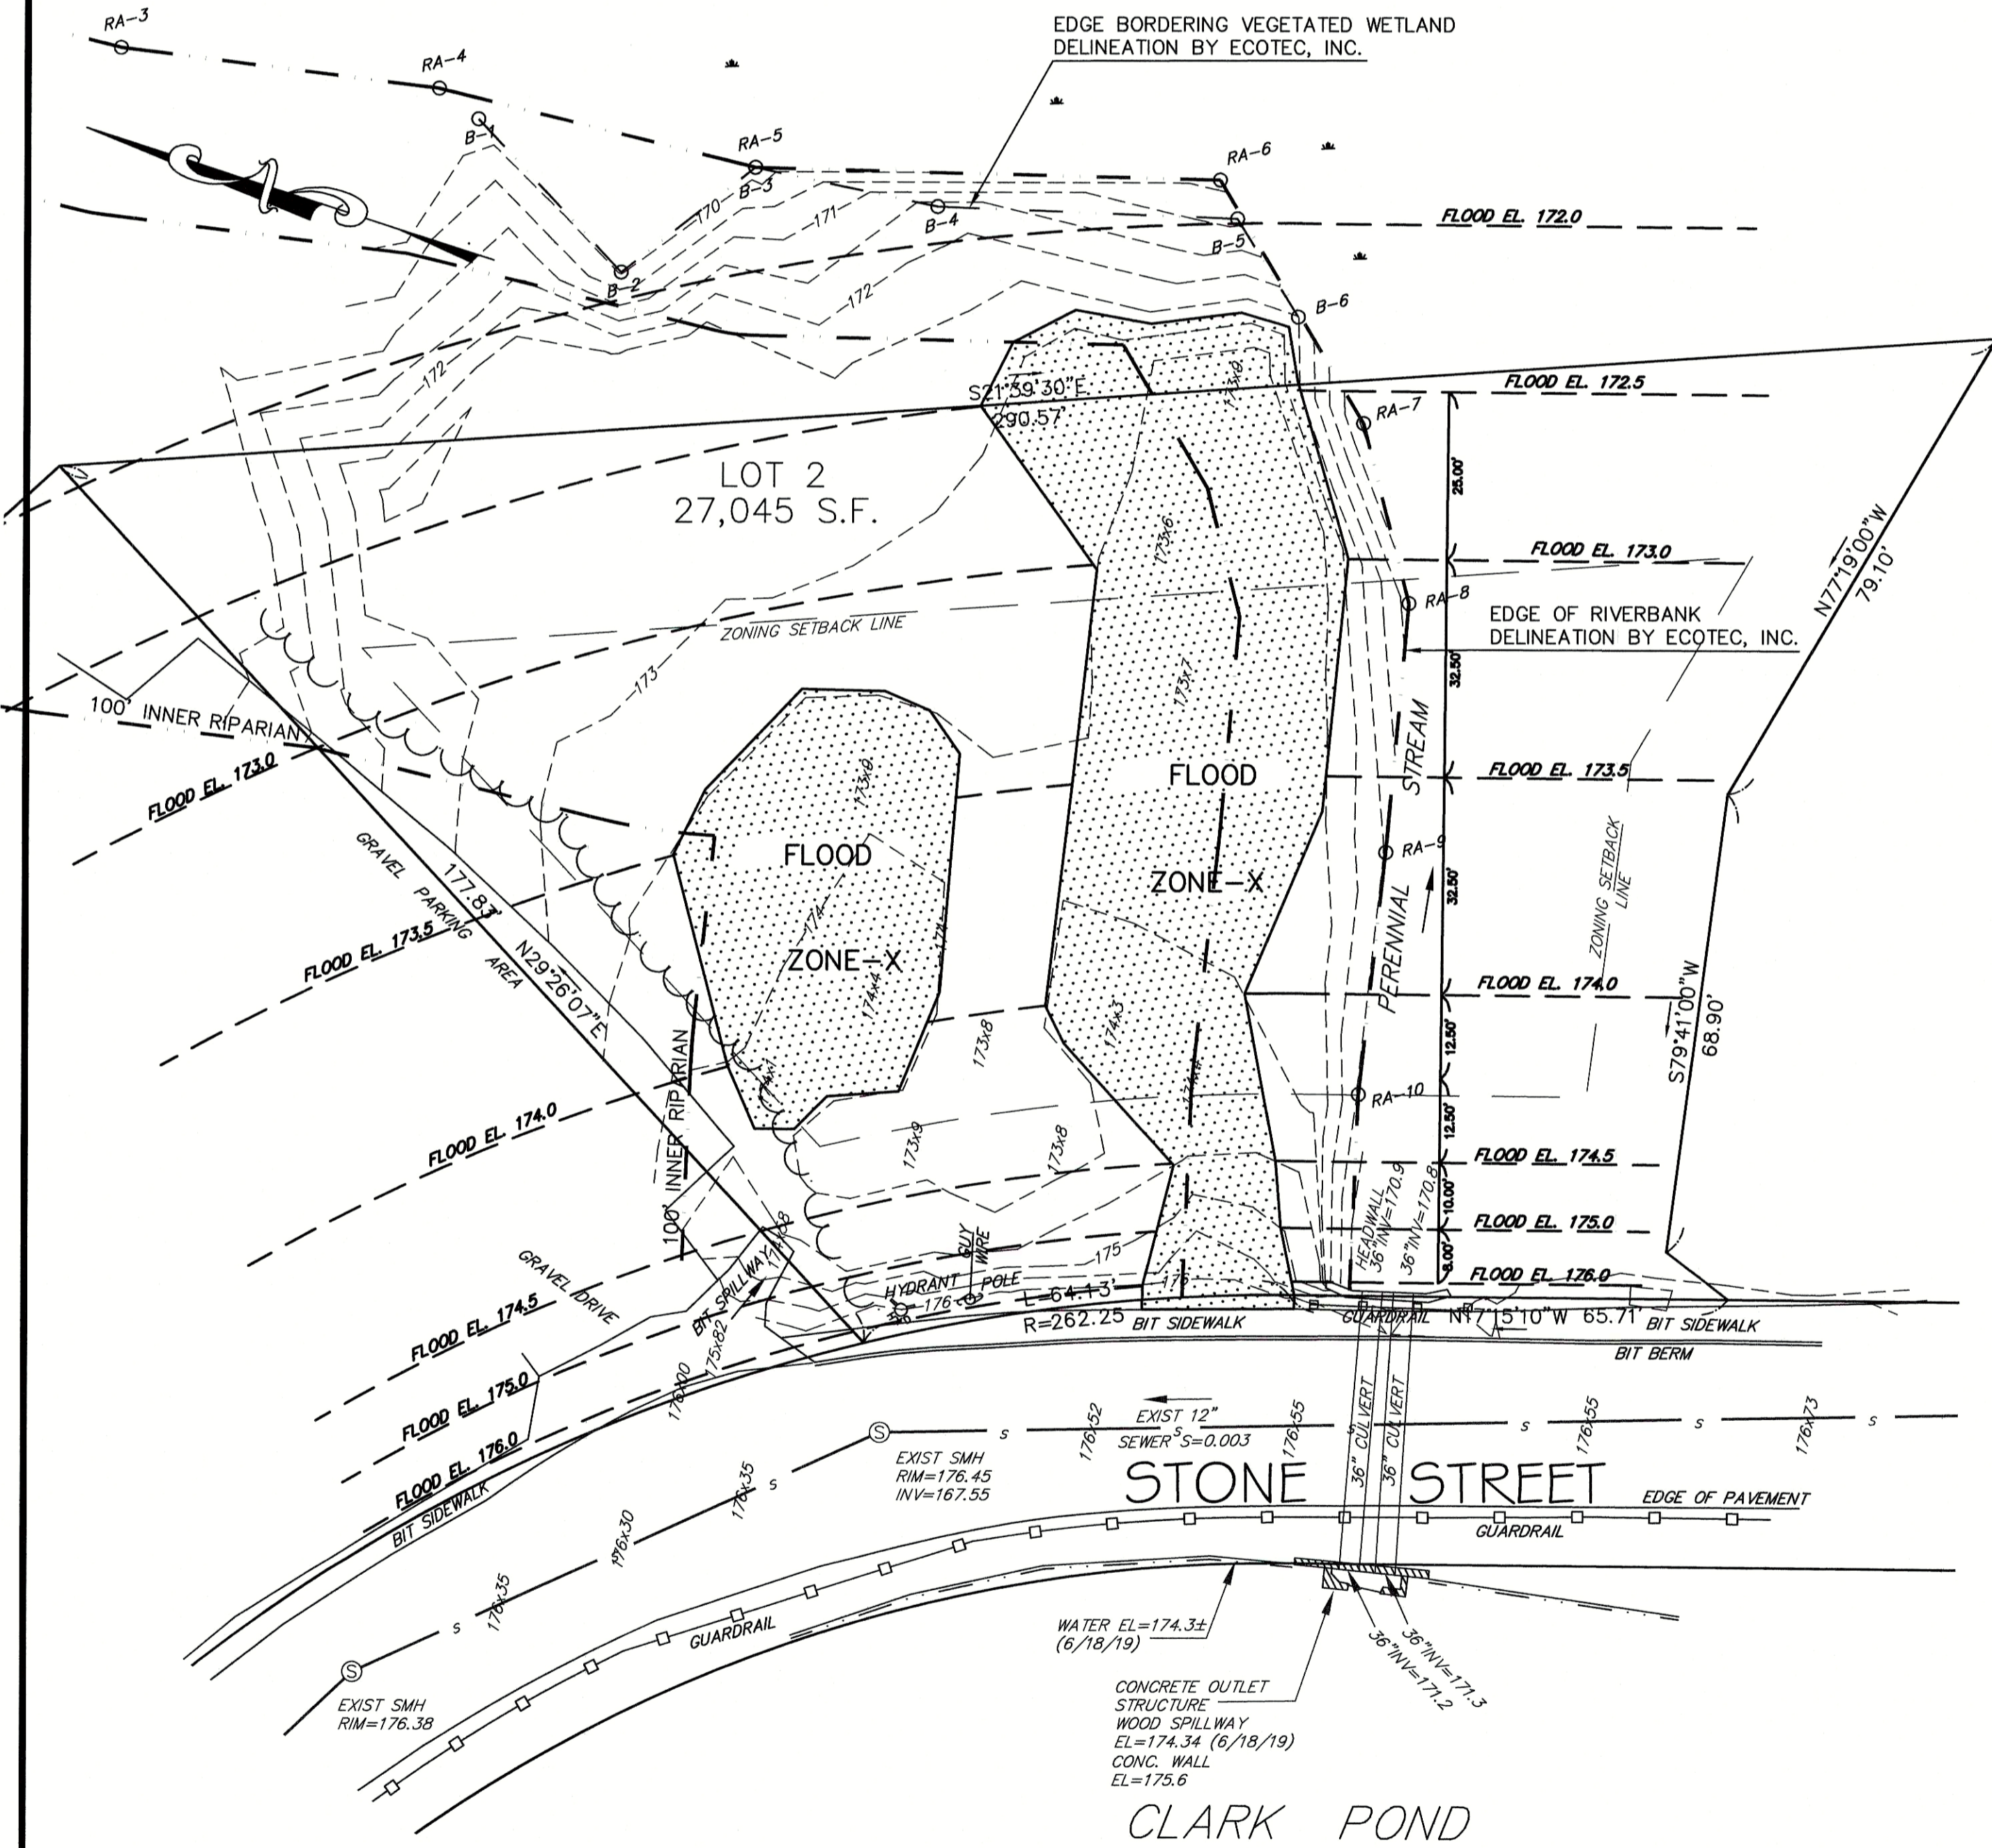 RA-3
RA-4
EDGE BORDERING VEGETATED WETLAND
DELINEATION BY ECOTEC, INC.
B-1
RA-5
RA-6
B-3
170
171
B-4
FLOOD EL. 172.0
B-5
B-2
172
B-6
172
S21°39'30"E
290.57'
173x9
FLOOD EL. 172.5
RA-7
LOT 2
27,045 S.F.
25.00'
173x6
FLOOD EL. 173.0
N77°19'00"W
79.10'
RA-8
ZONING SETBACK LINE
EDGE OF RIVERBANK
DELINEATION BY ECOTEC, INC.
32.50'
173
173x7
100' INNER RIPARIAN
FLOOD EL. 173.0
173x9
FLOOD
ZONE-X
PERENNIAL STREAM
FLOOD EL. 173.5
GRAVEL PARKING AREA
177.83'
N29°26'07"E
FLOOD
ZONE-X
174
174
174x4
RA-9
32.50'
ZONING SETBACK
LINE
FLOOD EL. 173.5
FLOOD EL. 174.0
S79°41'00"W
68.90'
173x8
174x3
12.50'
174x1
RA-10
12.50'
FLOOD EL. 174.0
100' INNER RIPARIAN
173x9
173x8
FLOOD EL. 174.5
HEADWALL
36"INV=170.9
36"INV=170.8
10.00'
FLOOD EL. 175.0
8.00'
FLOOD EL. 176.0
GUY
WIRE
175
HYDRANT
POLE
176
176
L=64.13'
R=262.25
BIT SIDEWALK
GUARDRAIL
N17°15'10"W 65.71'
BIT SIDEWALK
BIT BERM
GRAVEL DRIVE
BIT SPILLWAY
175x82
176x00
FLOOD EL. 174.5
FLOOD EL. 175.0
FLOOD EL. 176.0
BIT SIDEWALK
S
EXIST SMH
RIM=176.45
INV=167.55
s
176x52
EXIST 12"
SEWER S=0.003
s
176x55
s
36" CULVERT
36" CULVERT
s
176x55
s
176x73
s
STONE STREET
EDGE OF PAVEMENT
GUARDRAIL
s
176x35
176x30
176x35
s
S
EXIST SMH
RIM=176.38
GUARDRAIL
WATER EL=174.3±
(6/18/19)
36"INV=171.3
36"INV=171.2
CONCRETE OUTLET
STRUCTURE
WOOD SPILLWAY
EL=174.34 (6/18/19)
CONC. WALL
EL=175.6
CLARK POND